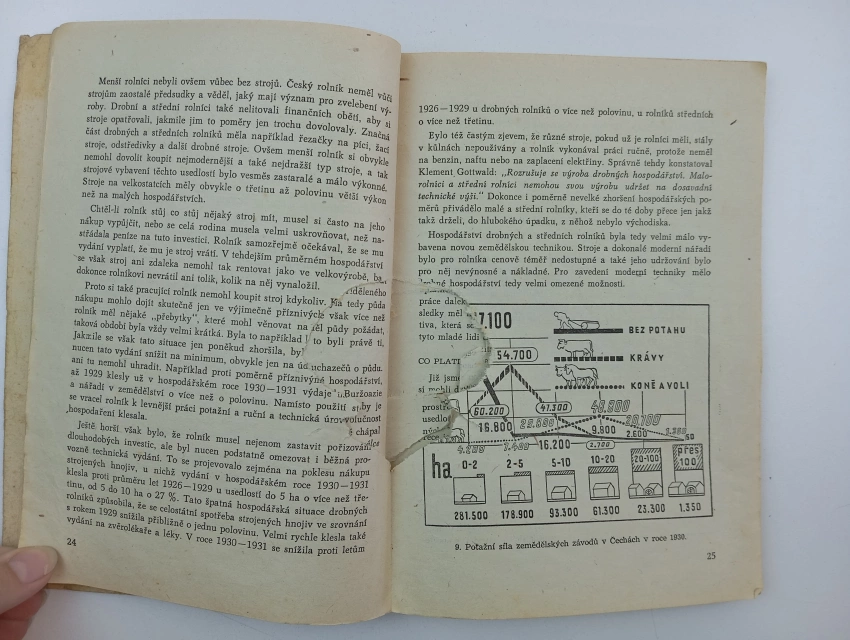 Menší rolníci nebyli ovšem vůbec bez strojů. Český rolník neměl vůči
strojům zaostalé předsudky a věděl, jaký mají význam pro zvelebení vý-
roby. Drobní a střední rolníci také nelitovali finančních obětí, aby si
stroje opatřovali, jakmile jim to poměry jen trochu dovolovaly. Značná
část drobných a středních rolníků měla například řezačky na píci, žací
stroje, odstředivky a další drobné stroje. Ovšem menší rolník si obvykle
nemohl dovolit koupit nejmodernější a také nejdražší typ stroje, a tak
strojové vybavení těchto usedlostí bylo vesměs zastaralé a málo výkonné.
Stroje na velkostatcích měly obvykle o třetinu až polovinu větší výkon
než na malých hospodářstvích.
Chtěl-li rolník stůj co stůj nějaký stroj mít, musel si často na jeho
nákup vypůjčit, nebo se celá rodina musela velmi uskrovňovat, než na-
střádala peníze na tuto investici. Rolník samozřejmě očekával, že se mu
vydání vyplatí, že mu je stroj vrátí. V tehdejším průměrném hospodářství
se však stroj ani zdaleka nemohl tak rentovat jako ve velkovýrobě, ba
dokonce rolníkovi nevrátil ani tolik, kolik na něj vynaložil.
Proto si také pracující rolník nemohl koupit stroj kdykoliv.
nákupu mohlo dojít skutečně jen ve výjimečně příznivých
rolník měl nějaké „přebytky", které mohl věnovat na
taková období byla vždy velmi krátká. Byla to například
Jakmile se však tato situace jen poněkud zhoršila,
nucen tato vydání snížit na minimum, obvykle jen na
ani tu nemohl uhradit. Například proti poměrně příznivým
až 1929 klesly už v hospodářském roce 1930—1931 výdaje
a nářadí v zemědělství o více než o polovinu. Namísto použití
se vracel rolník k levnější práci potažní a ruční a technická úroveň
hospodaření klesala.
Ještě horší však bylo, že rolník musel nejenom zastavit pořizování
dlouhodobých investic, ale byl nucen podstatně omezovat i běžná pro-
vozně technická vydání. To se projevovalo zejména na poklesu nákupu
strojených hnojiv, u nichž vydání v hospodářském roce 1930—1931
klesla proti průměru let 1926—1929 u usedlostí do 5 ha o více než tře-
tinu, od 5 do 10 ha o 27 %. Tato špatná hospodářská situace drobných
rolníků způsobila, že se celostátní spotřeba strojených hnojiv ve srovnání
s rokem 1929 snížila přibližně o jednu polovinu. Velmi rychle klesla také
vydání na zvěrolékaře a léky. V roce 1930—1931 se snížila proti letům
24
1926—1929 u drobných rolníků o více než polovinu, u rolníků středních
o více než třetinu.
Bylo též častým zjevem, že různé stroje, pokud už je rolníci měli, stály
v kůlnách nepoužívány a rolník vykonával práci ručně, protože neměl
na benzin, naftu nebo na zaplacení elektřiny. Správně tehdy konstatoval
Klement Gottwald: „Rozrušuje se výroba drobných hospodářství. Malo-
rolníci a střední rolníci nemohou svou výrobu udržet na dosavadní
technické výši." Dokonce i poměrně nevelké zhoršení hospodářských po-
měrů přivádělo malé a střední rolníky, kteří se do té doby přece jen jakž
takž drželi, do hlubokého úpadku, z něhož nebylo východiska.
Hospodářství drobných a středních rolníků byla tedy velmi málo vy-
bavena novou zemědělskou technikou. Stroje a dokonalé moderní nářadí
bylo pro rolníka cenově téměř nedostupné a také jeho udržování bylo
pro něj nevýnosné a nákladné. Pro zavedení moderní techniky mělo
drobné hospodářství tedy velmi omezené možnosti.
7.100
BEZ POTAHU
54.700
KRÁVY
KONĚ A VOLI
60.200 47.300 46.200
16.800 9.800 20.100
16.200 2.700 2.600 50
ha 0-2 2-5 5-10 10-20 20-100 přes 100
281.500 178.900 93.300 61.300 23.300 1.350
9. Potažní síla zemědělských závodů v Čechách v roce 1930.
25